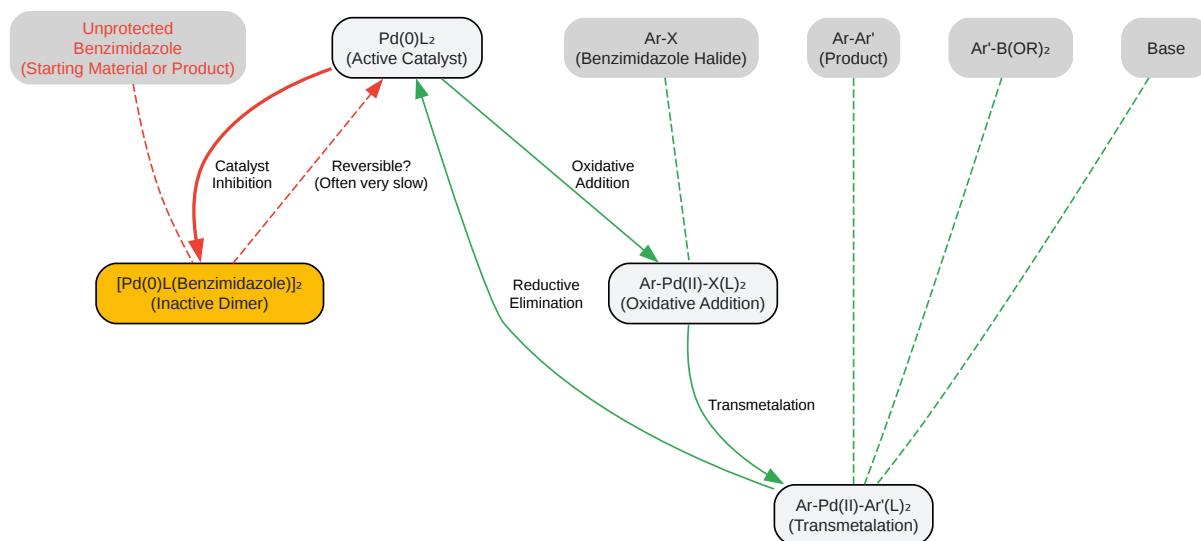 Unprotected
Benzimidazole
(Starting Material or Product)
Pd(0)L₂
(Active Catalyst)
Ar-X
(Benzimidazole Halide)
Ar-Ar'
(Product)
Ar'-B(OR)₂
Base
Catalyst
Inhibition
Reversible?
(Often very slow)
Oxidative
Addition
[Pd(0)L(Benzimidazole)]₂
(Inactive Dimer)
Reductive
Elimination
Ar-Pd(II)-X(L)₂
(Oxidative Addition)
Transmetalation
Ar-Pd(II)-Ar'(L)₂
(Transmetalation)